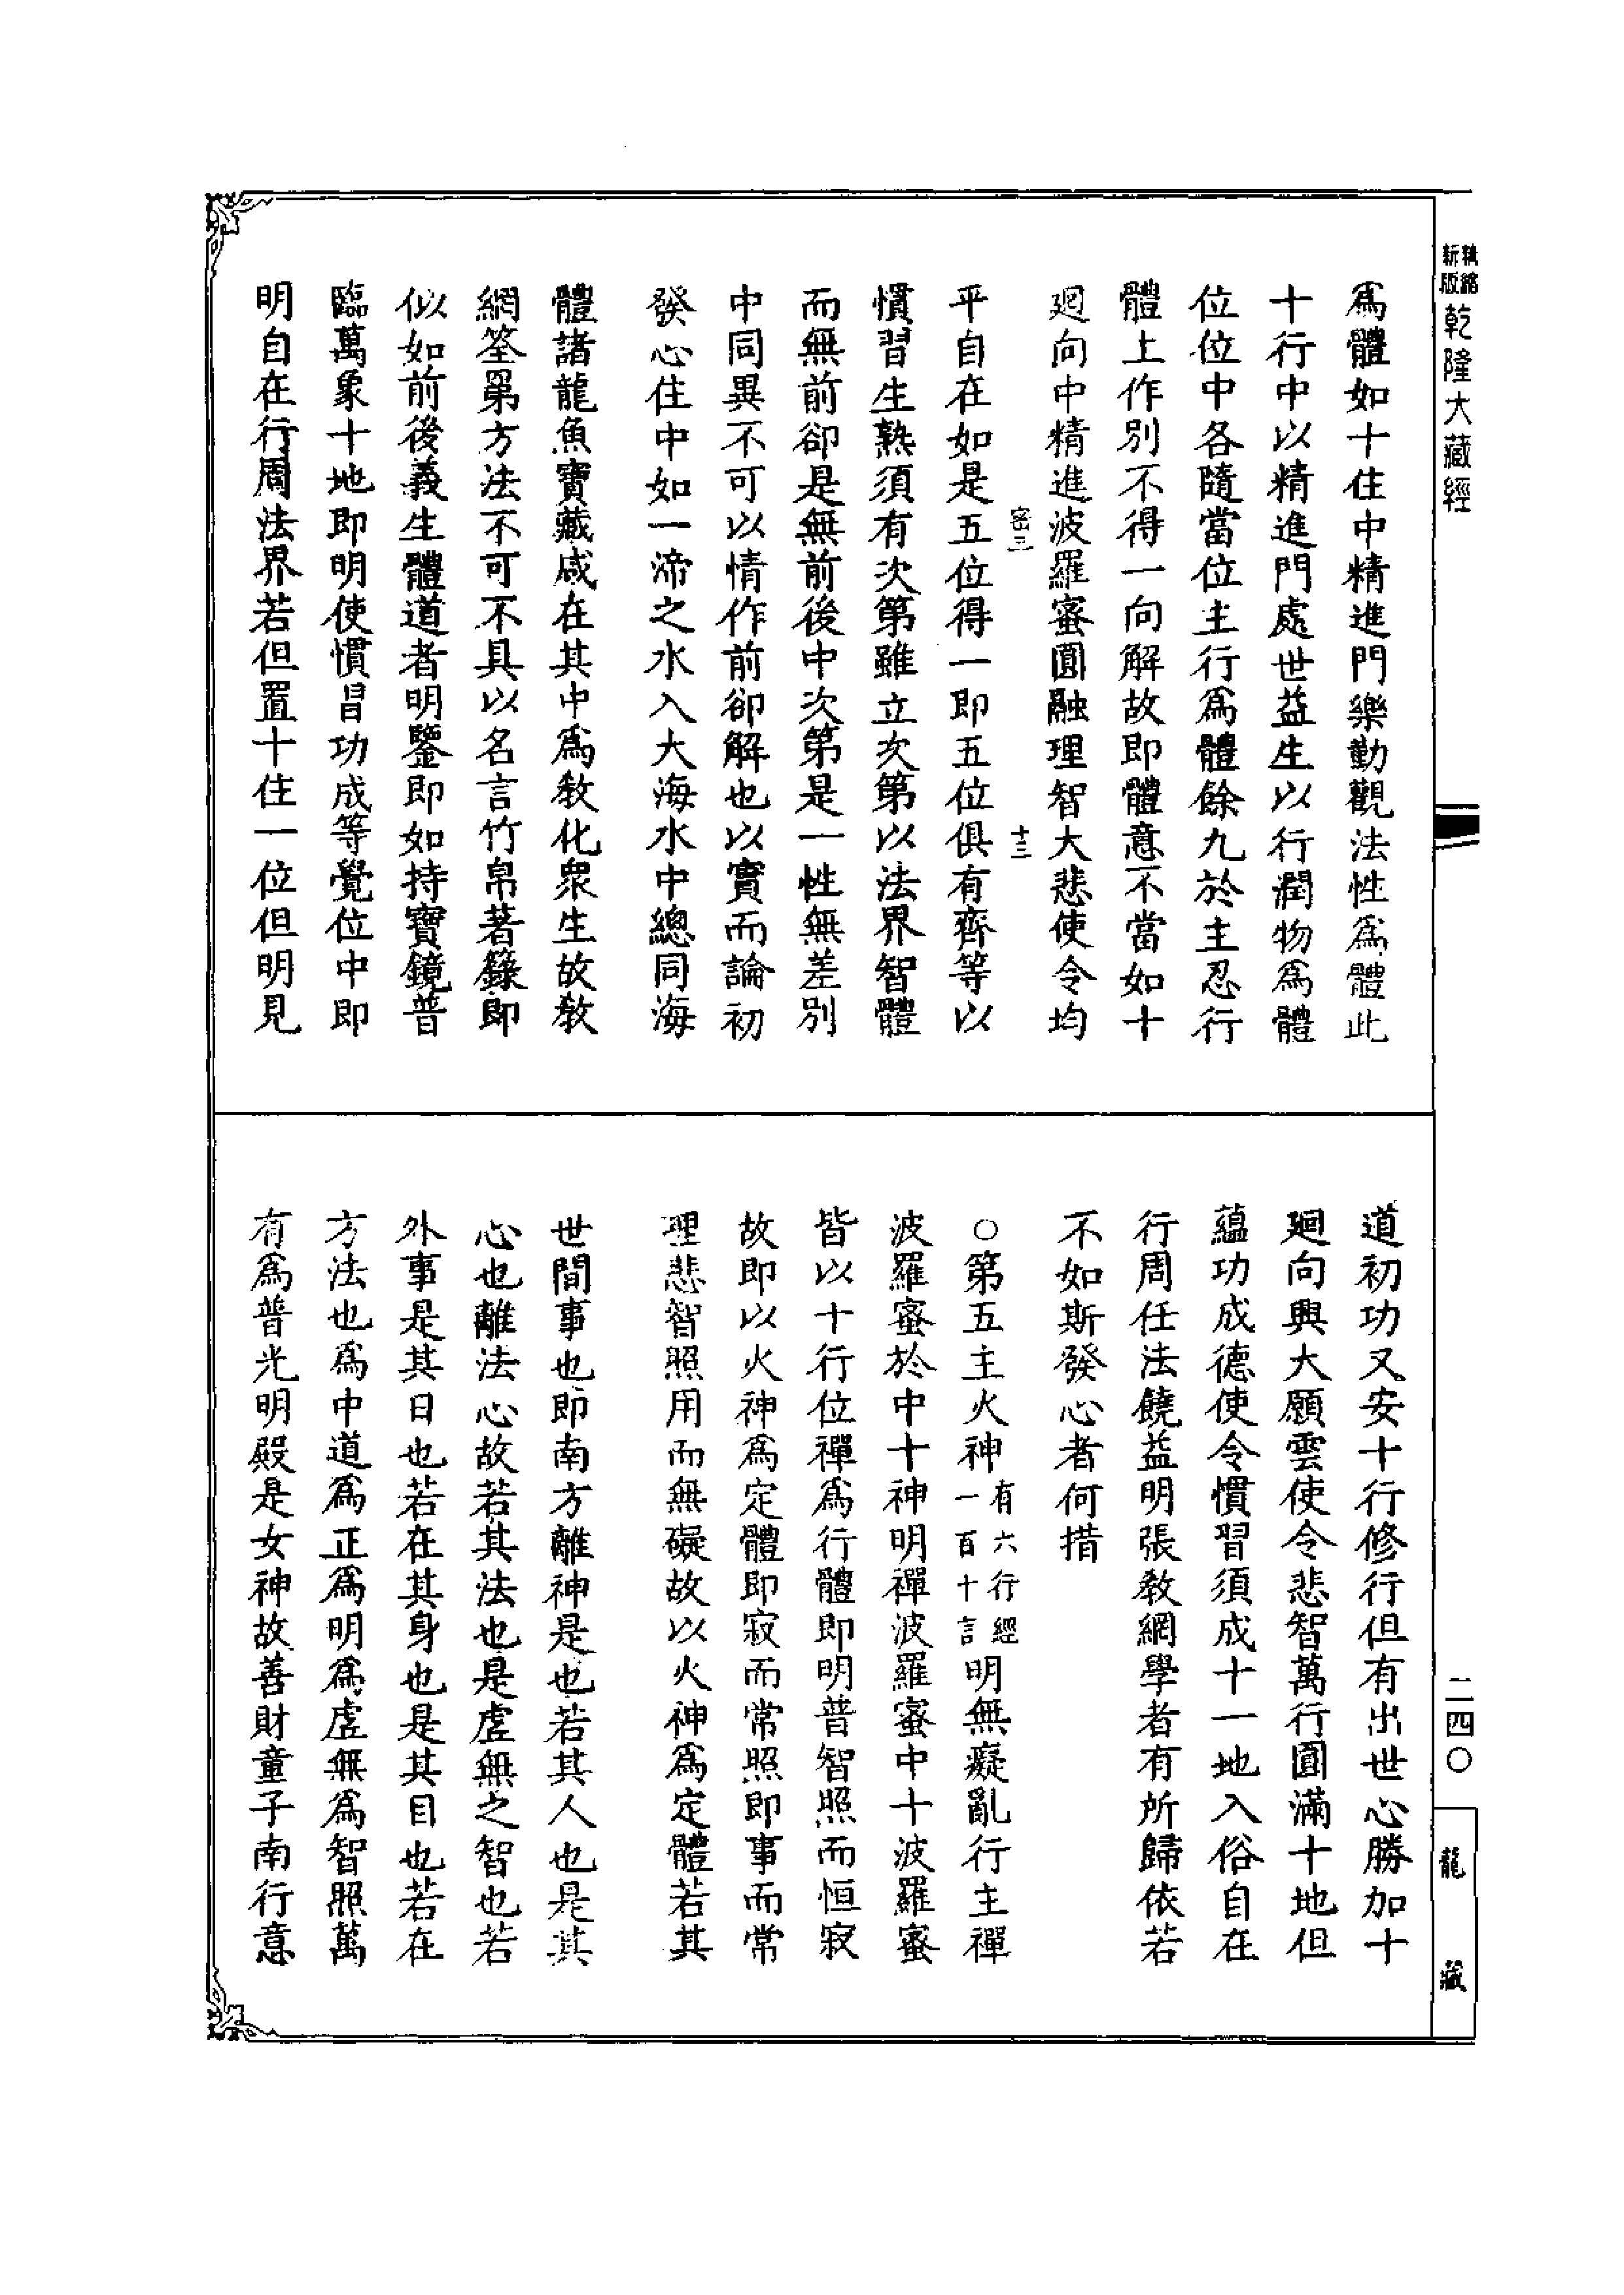 精縮新版乾隆大藏經
為體如十住中精進門樂勤觀法性為體此
十行中以精進門處世益生以行潤物為體
位位中各隨當位主行為體餘九於主忍行
體上作別不得一向解故即體意不當如十
迴向中精進波羅蜜圓融理智大悲使令均
密三 十三
平自在如是五位得一即五位俱有齊等以
慣習生熟須有次第雖立次第以法界智體
而無前卻是無前後中次第是一性無差別
中同異不可以情作前卻解也以實而論初
發心住中如一渧之水入大海水中總同海
體諸龍魚寶藏咸在其中為教化眾生故教
網筌第方法不可不具以名言竹帛著錄即
似如前後義生體道者明鑒即如持寶鏡普
臨萬象十地即明使慣習功成等覺位中即
明自在行周法界若但置十住一位但明見
道初功又安十行修行但有出世心勝加十
迴向興大願雲使令悲智萬行圓滿十地但
蘊功成德使令慣習須成十一地入俗自在
行周任法饒益明張教網學者有所歸依若
不如斯發心者何措
○第五主火神有六行經一百十言明無癡亂行主禪
波羅蜜於中十神明禪波羅蜜中十波羅蜜
皆以十行位禪為行體即明普智照而恒寂
故即以火神為定體即寂而常照即事而常
理悲智照用而無礙故以火神為定體若其
世間事也即南方離神是也若其人也是其
心也離法心故若其法也是虛無之智也若
外事是其日也若在其身也是其目也若在
方法也為中道為正為明為虛無為智照萬
有為普光明殿是女神故善財童子南行意
二四〇
龍藏